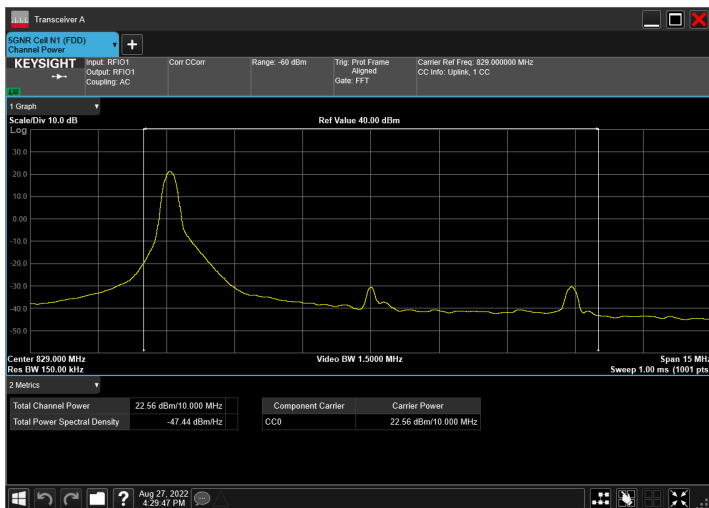 Transceiver A
5GNR Cell N1 (FDD)
Channel Power
KEYSIGHT
LXI
Input: RFIO1
Output: RFIO1
Coupling: AC
Corr CCorr
Range: -60 dBm
Trig: Prot Frame
Aligned
Gate: FFT
Carrier Ref Freq: 829.000000 MHz
CC Info: Uplink, 1 CC
1 Graph
Scale/Div 10.0 dB
Ref Value 40.00 dBm
Log
30.0
20.0
10.0
0.00
-10.0
-20.0
-30.0
-40.0
-50.0
Center 829.000 MHz
Video BW 1.5000 MHz
Span 15 MHz
Res BW 150.00 kHz
Sweep 1.00 ms (1001 pts
2 Metrics
Total Channel Power 22.56 dBm/10.000 MHz
Total Power Spectral Density -47.44 dBm/Hz
Component Carrier Carrier Power
CC0 22.56 dBm/10.000 MHz
?
Aug 27, 2022
4:29:47 PM